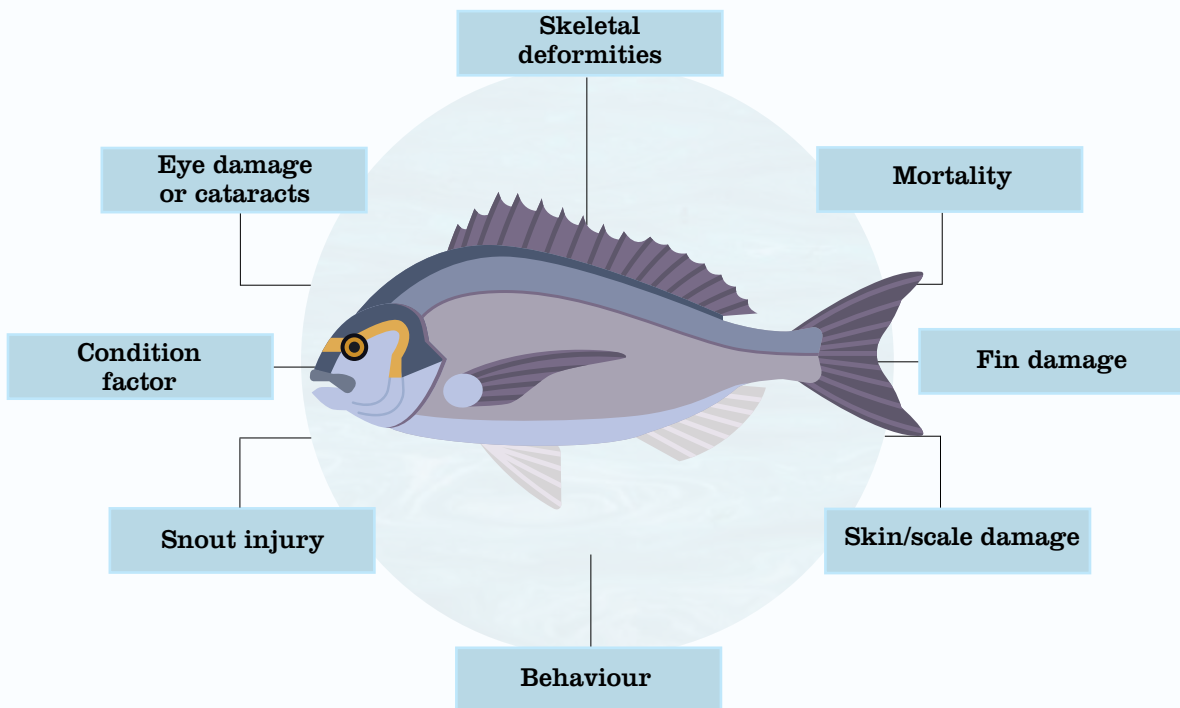 Skeletal
deformities
Eye damage
or cataracts
Mortality
Condition
factor
Fin damage
Snout injury
Skin/scale damage
Behaviour